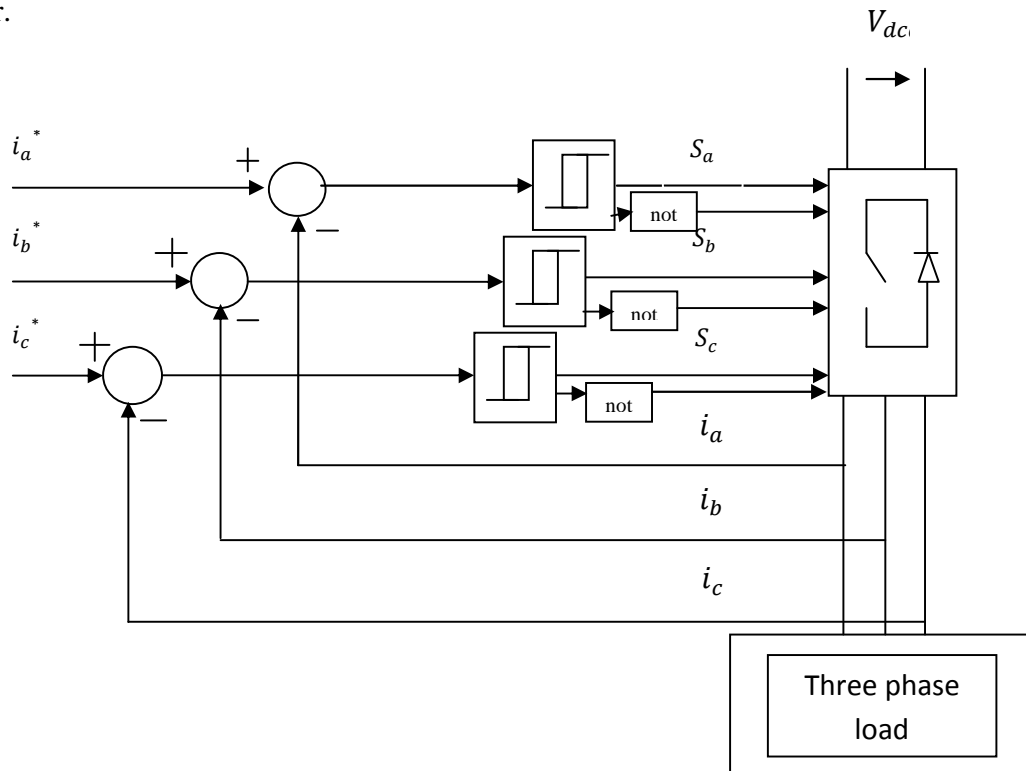 r.
V_dc
i_a*
+
S_a
−
not
i_b*
+
S_b
−
not
i_c*
+
S_c
−
not
i_a
i_b
i_c
Three phase
load